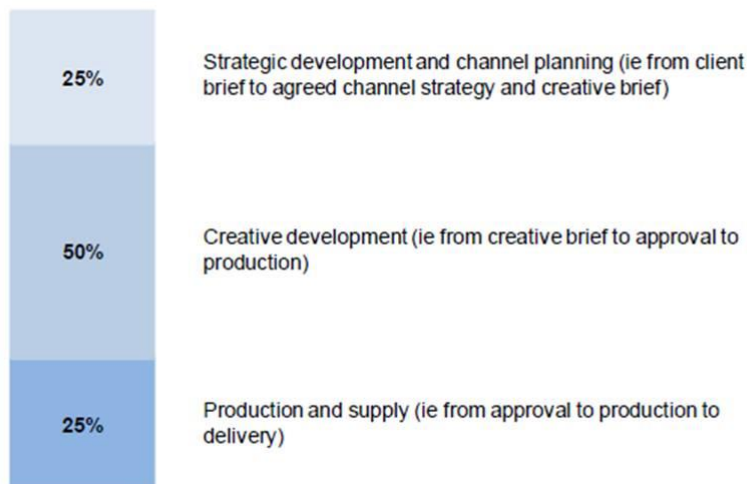 25%
Strategic development and channel planning (ie from client
brief to agreed channel strategy and creative brief)
50%
Creative development (ie from creative brief to approval to
production)
25%
Production and supply (ie from approval to production to
delivery)